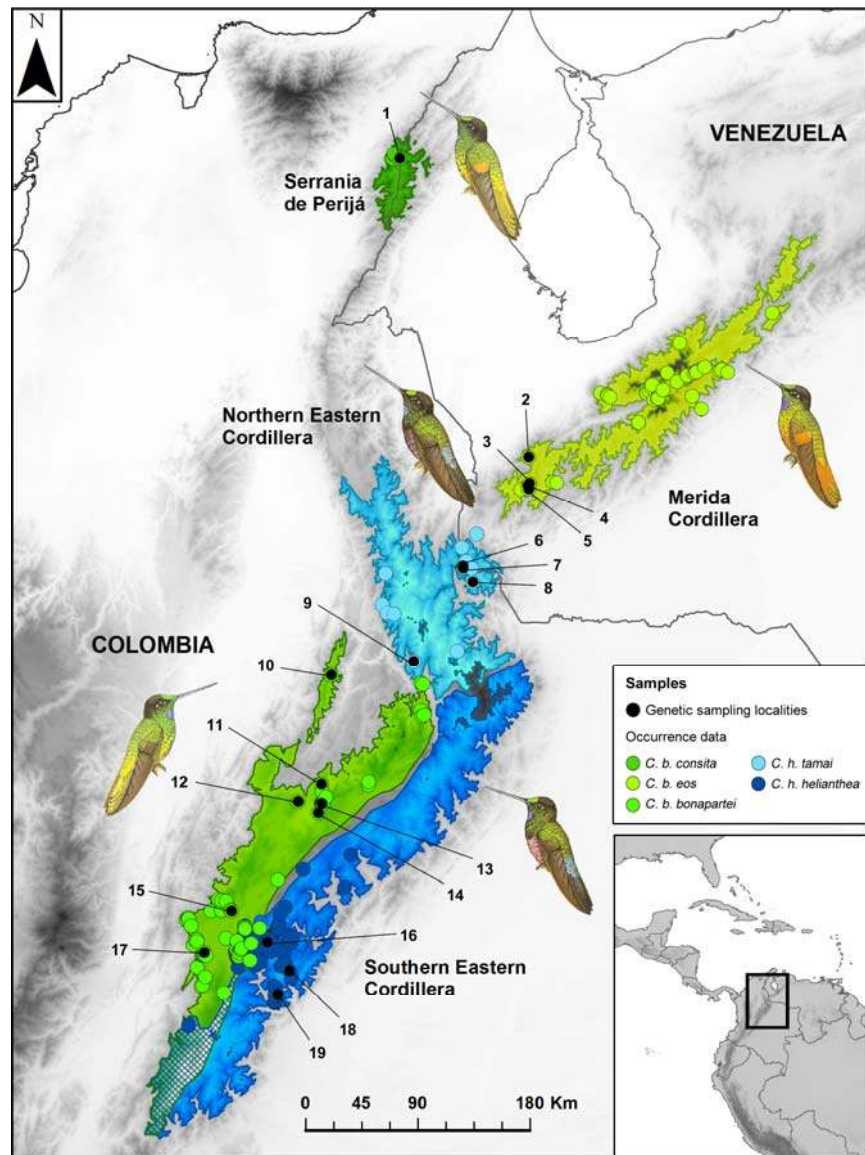 N
1
VENEZUELA
Serrania
de Perijá
Northern Eastern
Cordillera
2
3
Merida
Cordillera
4
5
6
7
8
9
COLOMBIA
10
11
12
13
14
15
16
17
Southern Eastern
Cordillera
18
19
0 45 90 180 Km
Samples
Genetic sampling localities
Occurrence data
C. b. consita
C. b. eos
C. b. bonapartei
C. h. tamai
C. h. helianthea